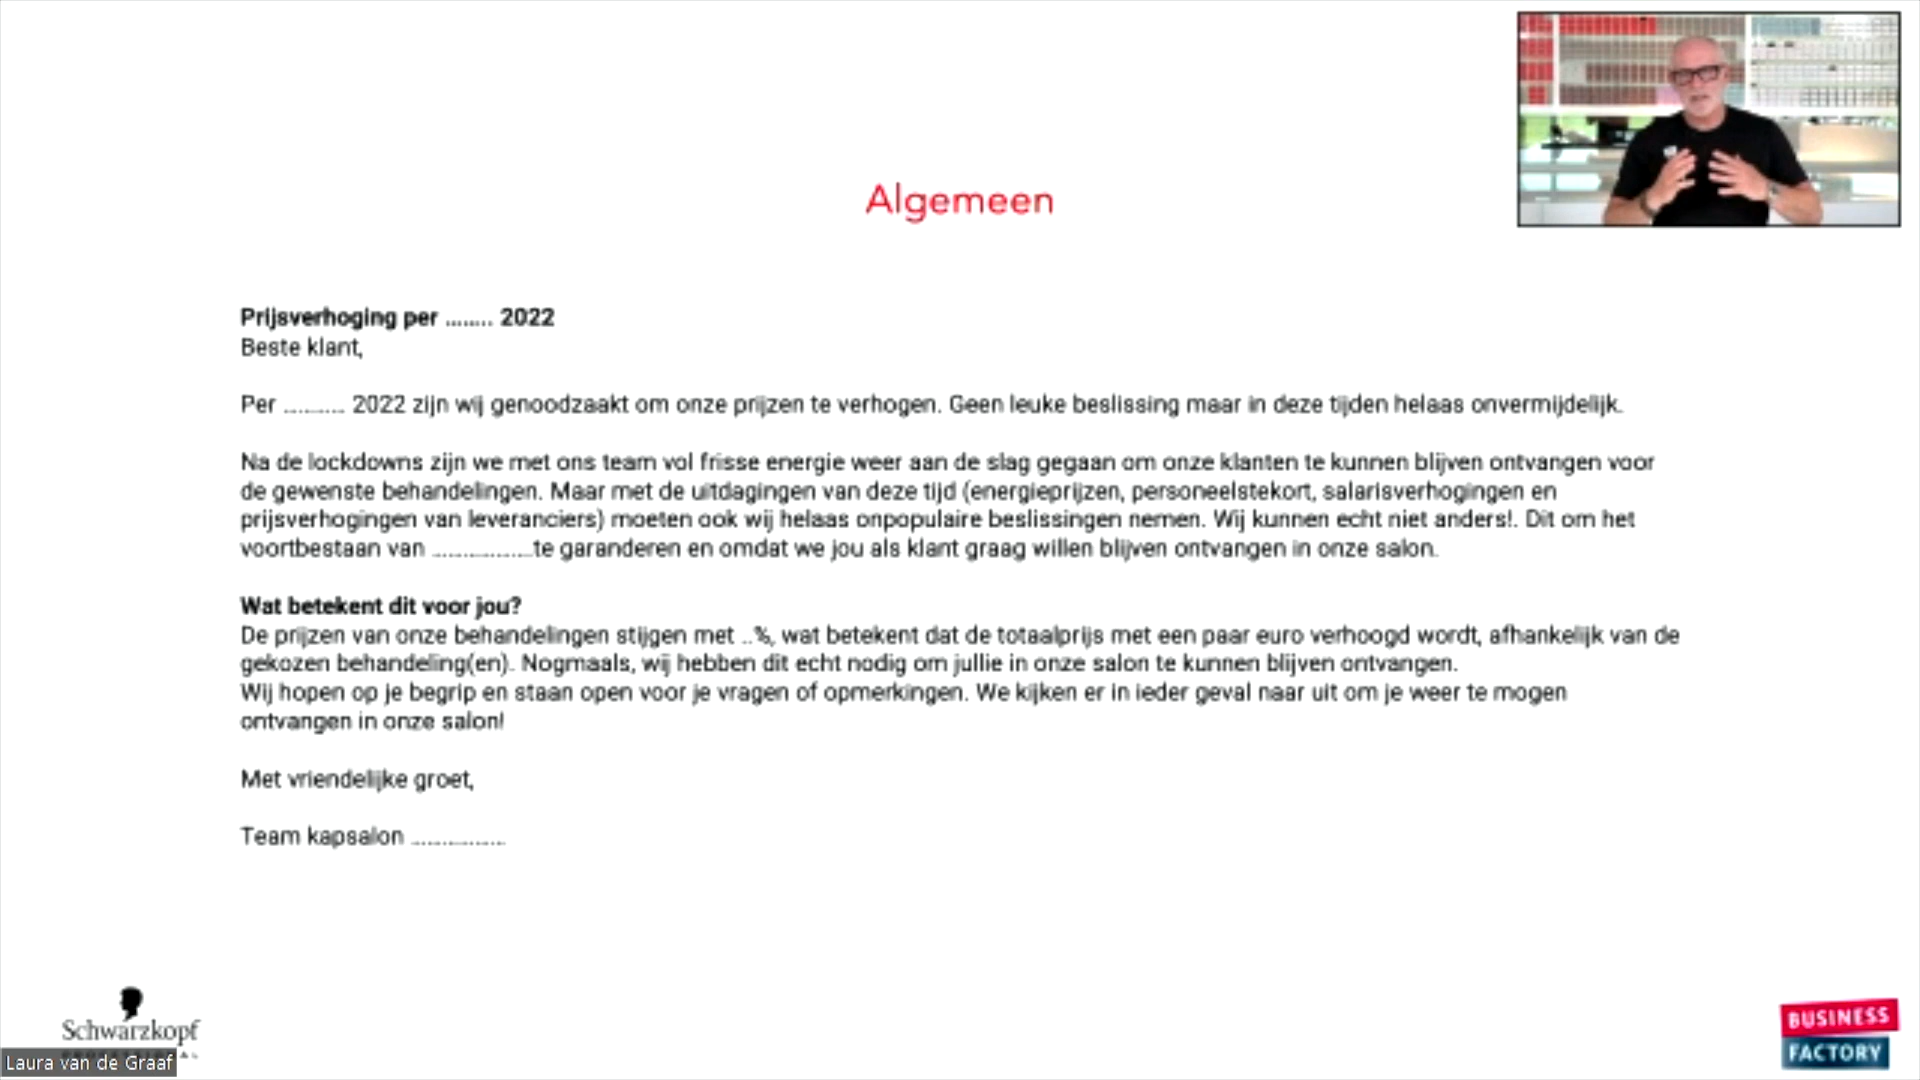 Algemeen
Prijsverhoging per ........ 2022
Beste klant,
Per .......... 2022 zijn wij genoodzaakt om onze prijzen te verhogen. Geen leuke beslissing maar in deze tijden helaas onvermijdelijk.
Na de lockdowns zijn we met ons team vol frisse energie weer aan de slag gegaan om onze klanten te kunnen blijven ontvangen voor
de gewenste behandelingen. Maar met de uitdagingen van deze tijd (energieprijzen, personeelstekort, salarisverhogingen en
prijsverhogingen van leveranciers) moeten ook wij helaas onpopulaire beslissingen nemen. Wij kunnen echt niet anders!. Dit om het
voortbestaan van .................te garanderen en omdat we jou als klant graag willen blijven ontvangen in onze salon.
Wat betekent dit voor jou?
De prijzen van onze behandelingen stijgen met ..%, wat betekent dat de totaalprijs met een paar euro verhoogd wordt, afhankelijk van de
gekozen behandeling(en). Nogmaals, wij hebben dit echt nodig om jullie in onze salon te kunnen blijven ontvangen.
Wij hopen op je begrip en staan open voor je vragen of opmerkingen. We kijken er in ieder geval naar uit om je weer te mogen
ontvangen in onze salon!
Met vriendelijke groet,
Team kapsalon ................
Schwarzkopf
Laura van de Graaf
BUSINESS
FACTORY